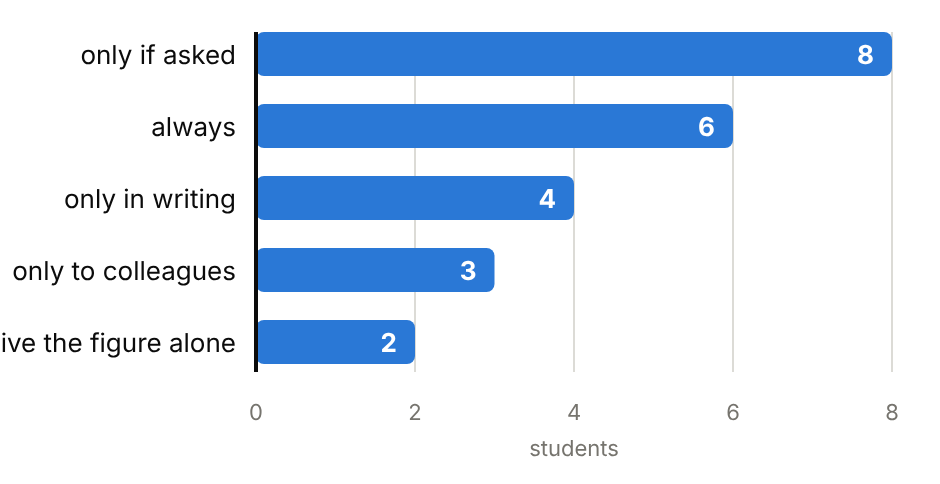 only if asked 8
always 6
only in writing 4
only to colleagues 3
the figure alone 2
0 2 4 6 8
students